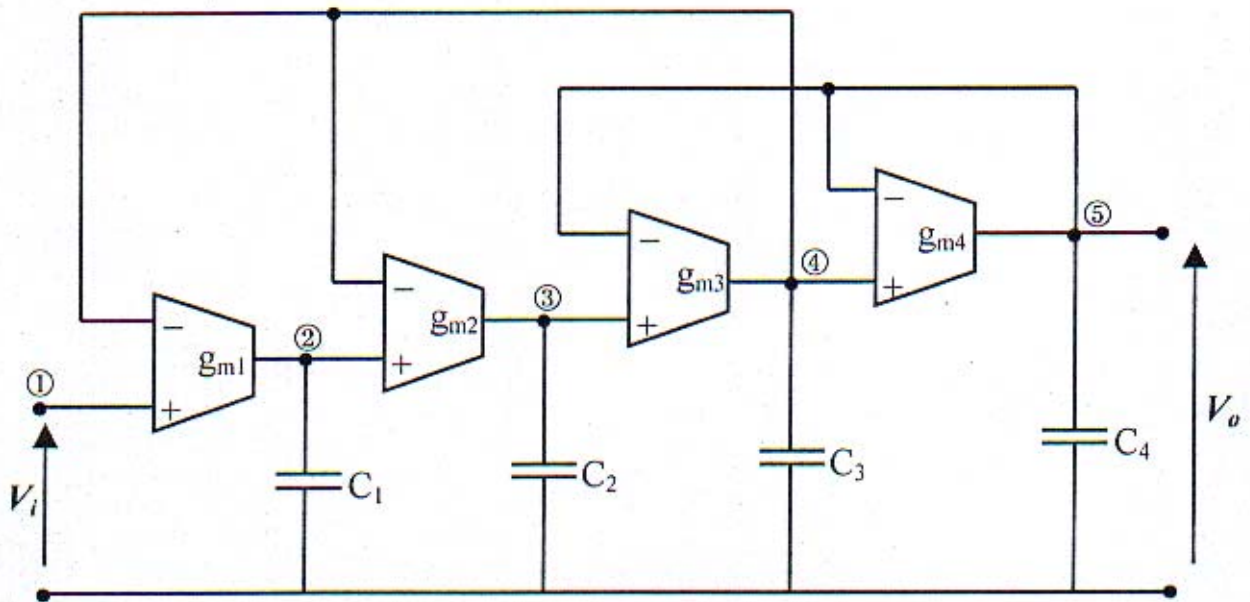 ⑤
−
gm4
+
④
−
gm3
+
③
−
gm2
+
②
−
gm1
+
①
Vo
C4
C3
C2
C1
Vi